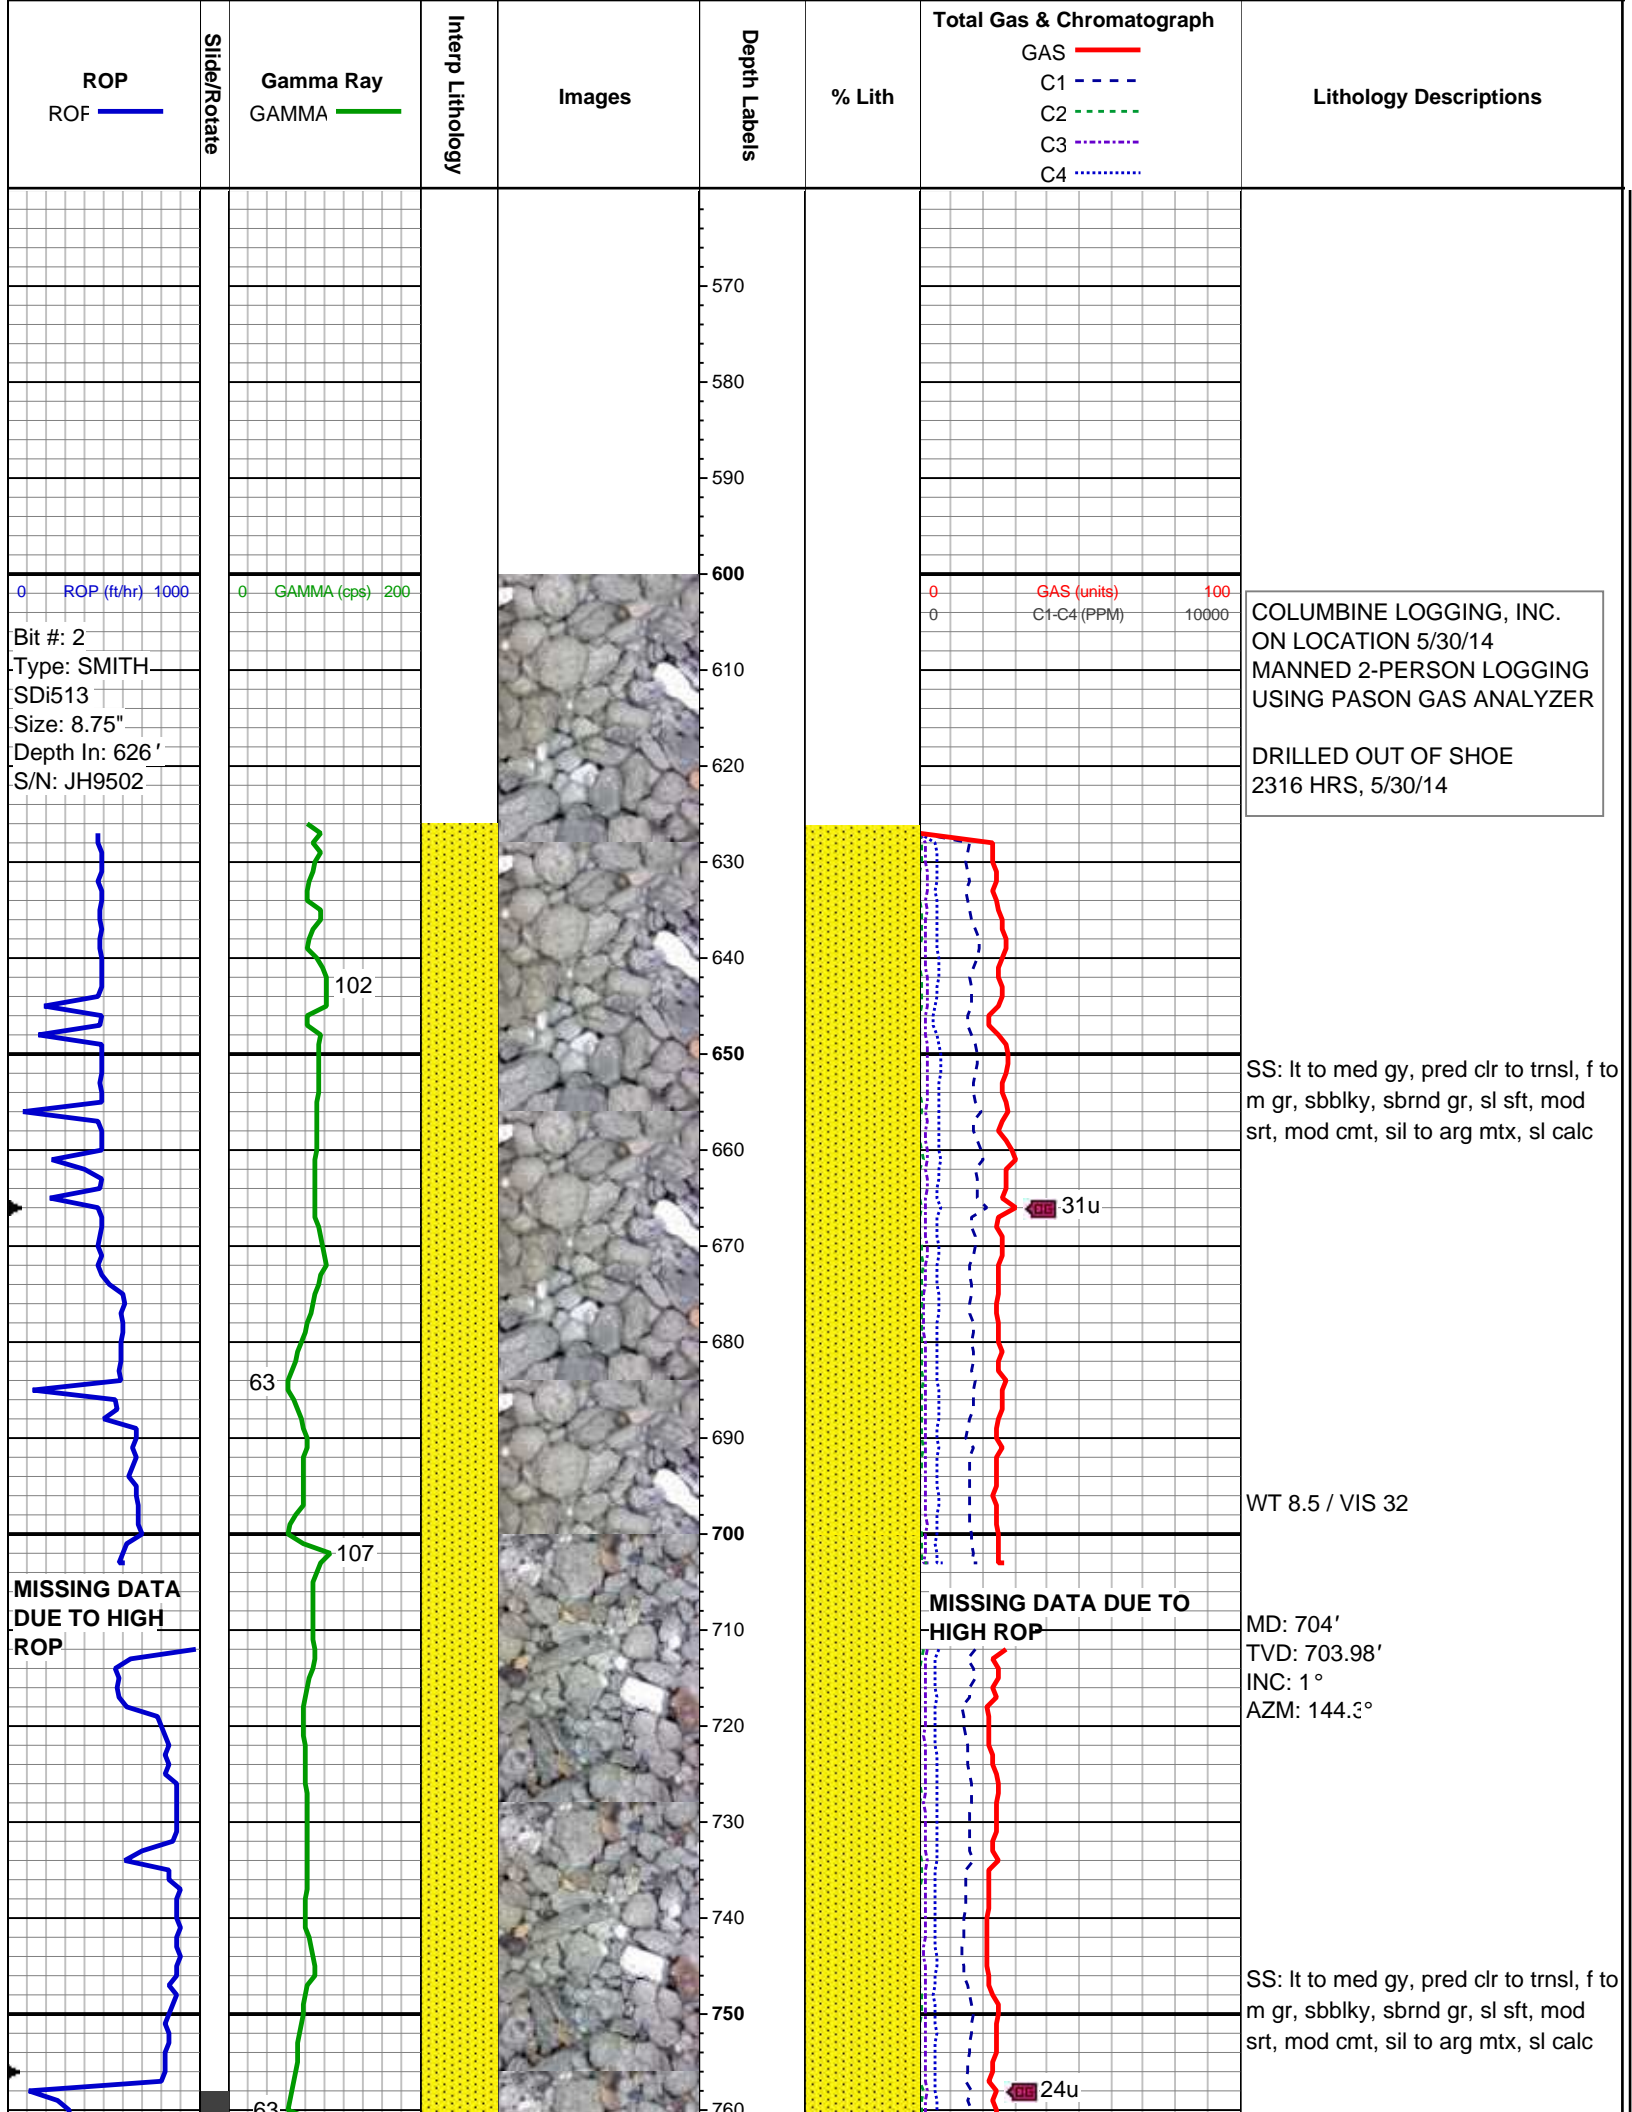 ROP
ROP
Slide/Rotate
Gamma Ray
GAMMA
Interp Lithology
Images
Depth Labels
% Lith
Total Gas & Chromatograph
GAS
C1
C2
C3
C4
Lithology Descriptions
570
580
590
600
0 ROP (ft/hr) 1000
0 GAMMA (cps) 200
0 GAS (units) 100
0 C1-C4 (PPM) 10000
Bit #: 2
Type: SMITH
SDi513
Size: 8.75"
Depth In: 626'
S/N: JH9502
COLUMBINE LOGGING, INC.
ON LOCATION 5/30/14
MANNED 2-PERSON LOGGING
USING PASON GAS ANALYZER
DRILLED OUT OF SHOE
2316 HRS, 5/30/14
610
620
630
640
102
650
SS: lt to med gy, pred clr to trnsl, f to
m gr, sbblky, sbrnd gr, sl sft, mod
srt, mod cmt, sil to arg mtx, sl calc
660
31u
670
680
63
690
WT 8.5 / VIS 32
700
107
MISSING DATA
DUE TO HIGH
ROP
MISSING DATA DUE TO
HIGH ROP
710
MD: 704'
TVD: 703.98'
INC: 1°
AZM: 144.3°
720
730
740
750
SS: lt to med gy, pred clr to trnsl, f to
m gr, sbblky, sbrnd gr, sl sft, mod
srt, mod cmt, sil to arg mtx, sl calc
24u
63
760